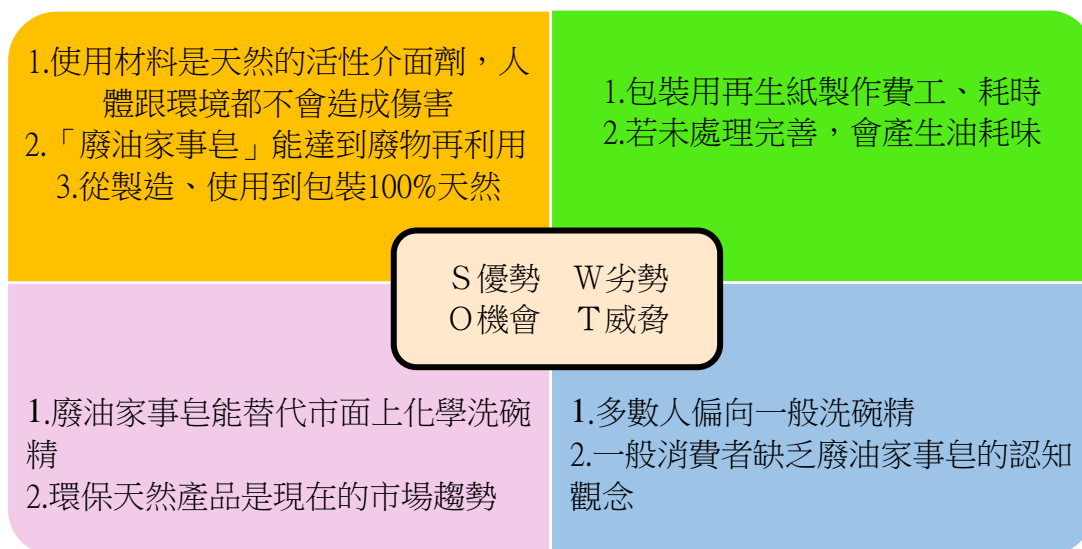 1.使用材料是天然的活性介面劑，人
體跟環境都不會造成傷害
2.「廢油家事皂」能達到廢物再利用
3.從製造、使用到包裝100%天然
1.包裝用再生紙製作費工、耗時
2.若未處理完善，會產生油耗味
S優勢　W劣勢
O機會　T威脅
1.廢油家事皂能替代市面上化學洗碗
精
2.環保天然產品是現在的市場趨勢
1.多數人偏向一般洗碗精
2.一般消費者缺乏廢油家事皂的認知
觀念